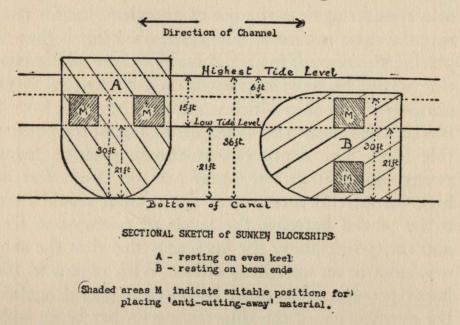 Direction of Channel
Highest Tide Level
A
6ft
M
M
15ft
M
Low Tide Level
36ft
30ft
21ft
21ft
B
30ft
21ft
M
Bottom of Canal
SECTIONAL SKETCH of SUNKEN BLOCKSHIPS
A - resting on even keel
B - resting on beam ends
Shaded areas M indicate suitable positions for
placing 'anti-cutting-away' material.